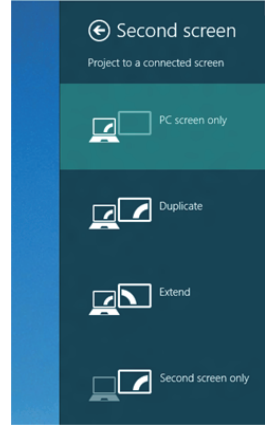 Second screen
Project to a connected screen
PC screen only
Duplicate
Extend
Second screen only